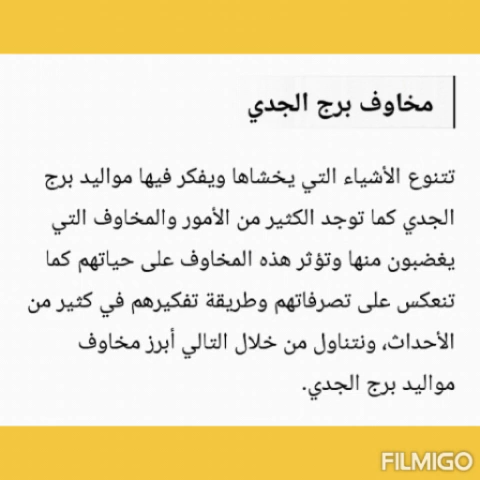 مخاوف برج الجدي
تتنوع الأشياء التي يخشاها ويفكر فيها مواليد برج
الجدي كما توجد الكثير من الأمور والمخاوف التي
يغضبون منها وتؤثر هذه المخاوف على حياتهم كما
تنعكس على تصرفاتهم وطريقة تفكيرهم في كثير من
الأحداث، ونتناول من خلال التالي أبرز مخاوف
مواليد برج الجدي.
FILMIGO